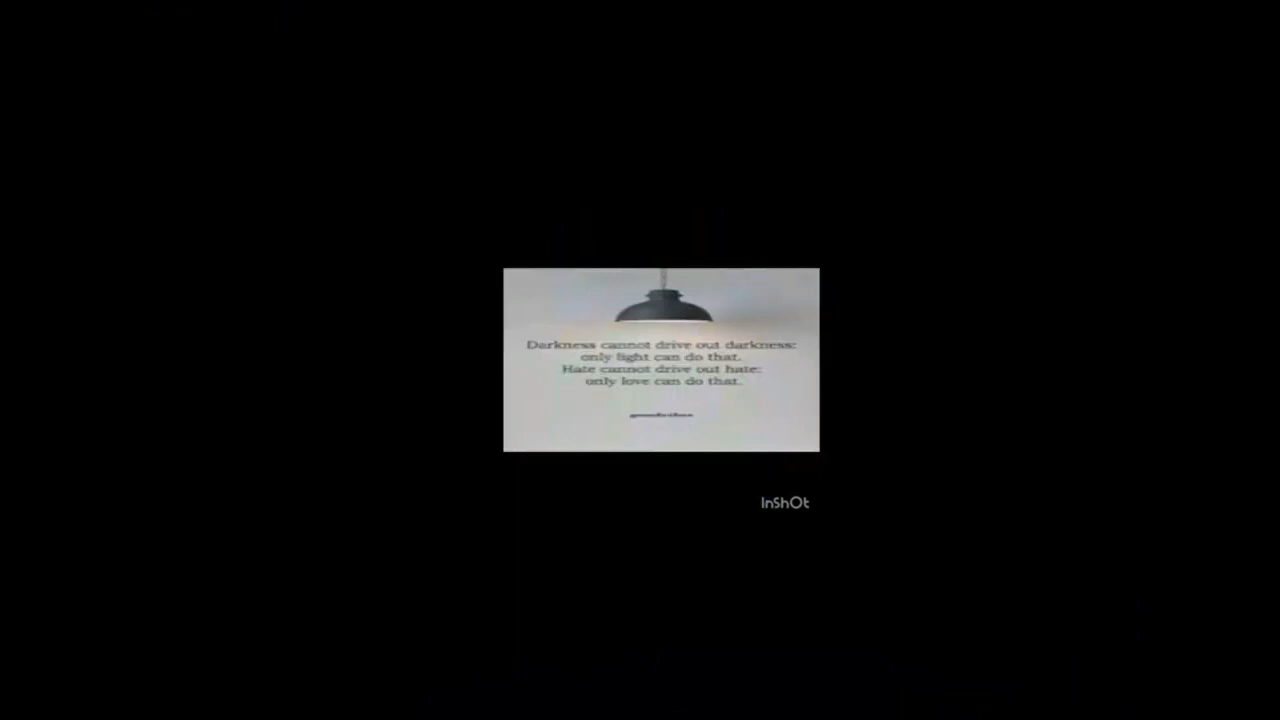 Darkness cannot drive out darkness:
only light can do that.
Hate cannot drive out hate:
only love can do that.
InShOt